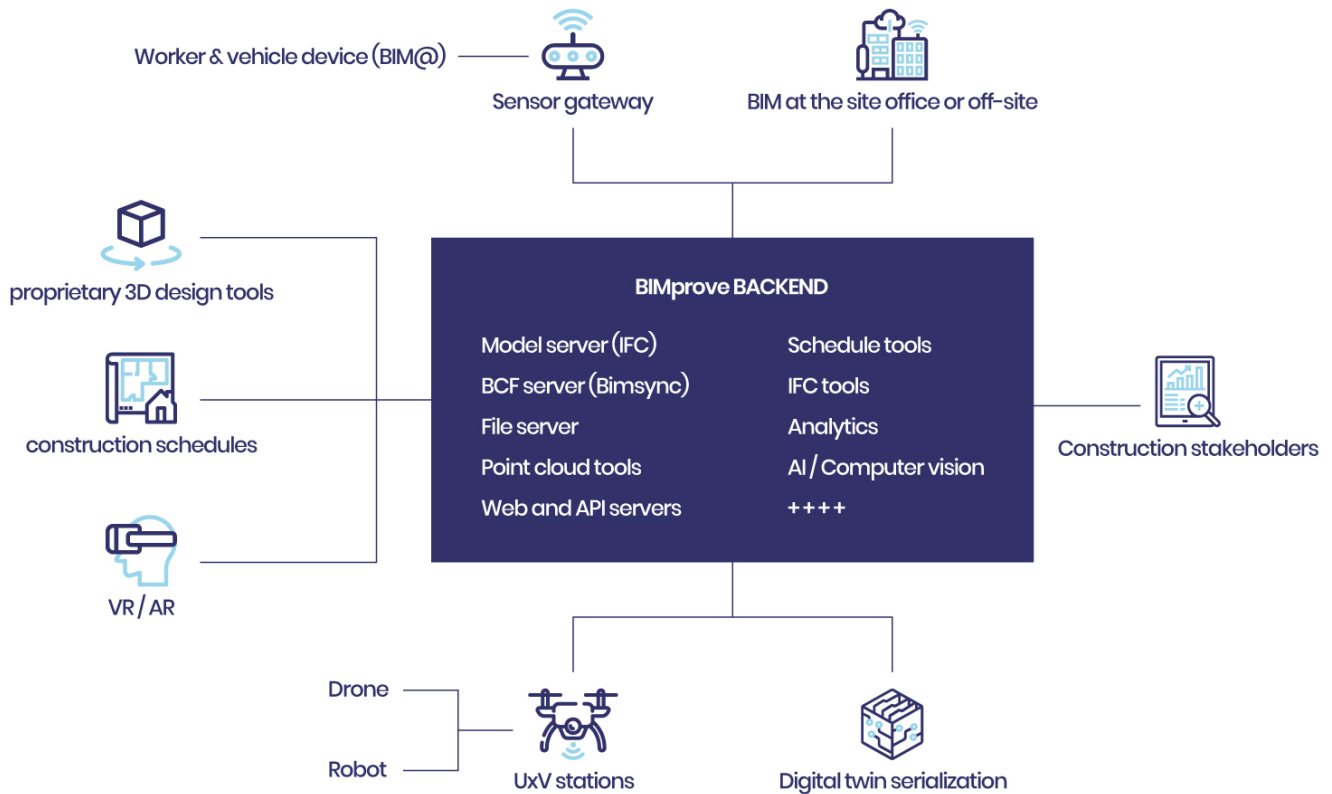 Worker & vehicle device (BIM@)
Sensor gateway
BIM at the site office or off-site
proprietary 3D design tools
construction schedules
VR / AR
BIMprove BACKEND
Model server (IFC)
BCF server (Bimsync)
File server
Point cloud tools
Web and API servers
Schedule tools
IFC tools
Analytics
AI / Computer vision
++++
Construction stakeholders
Drone
Robot
UxV stations
Digital twin serialization